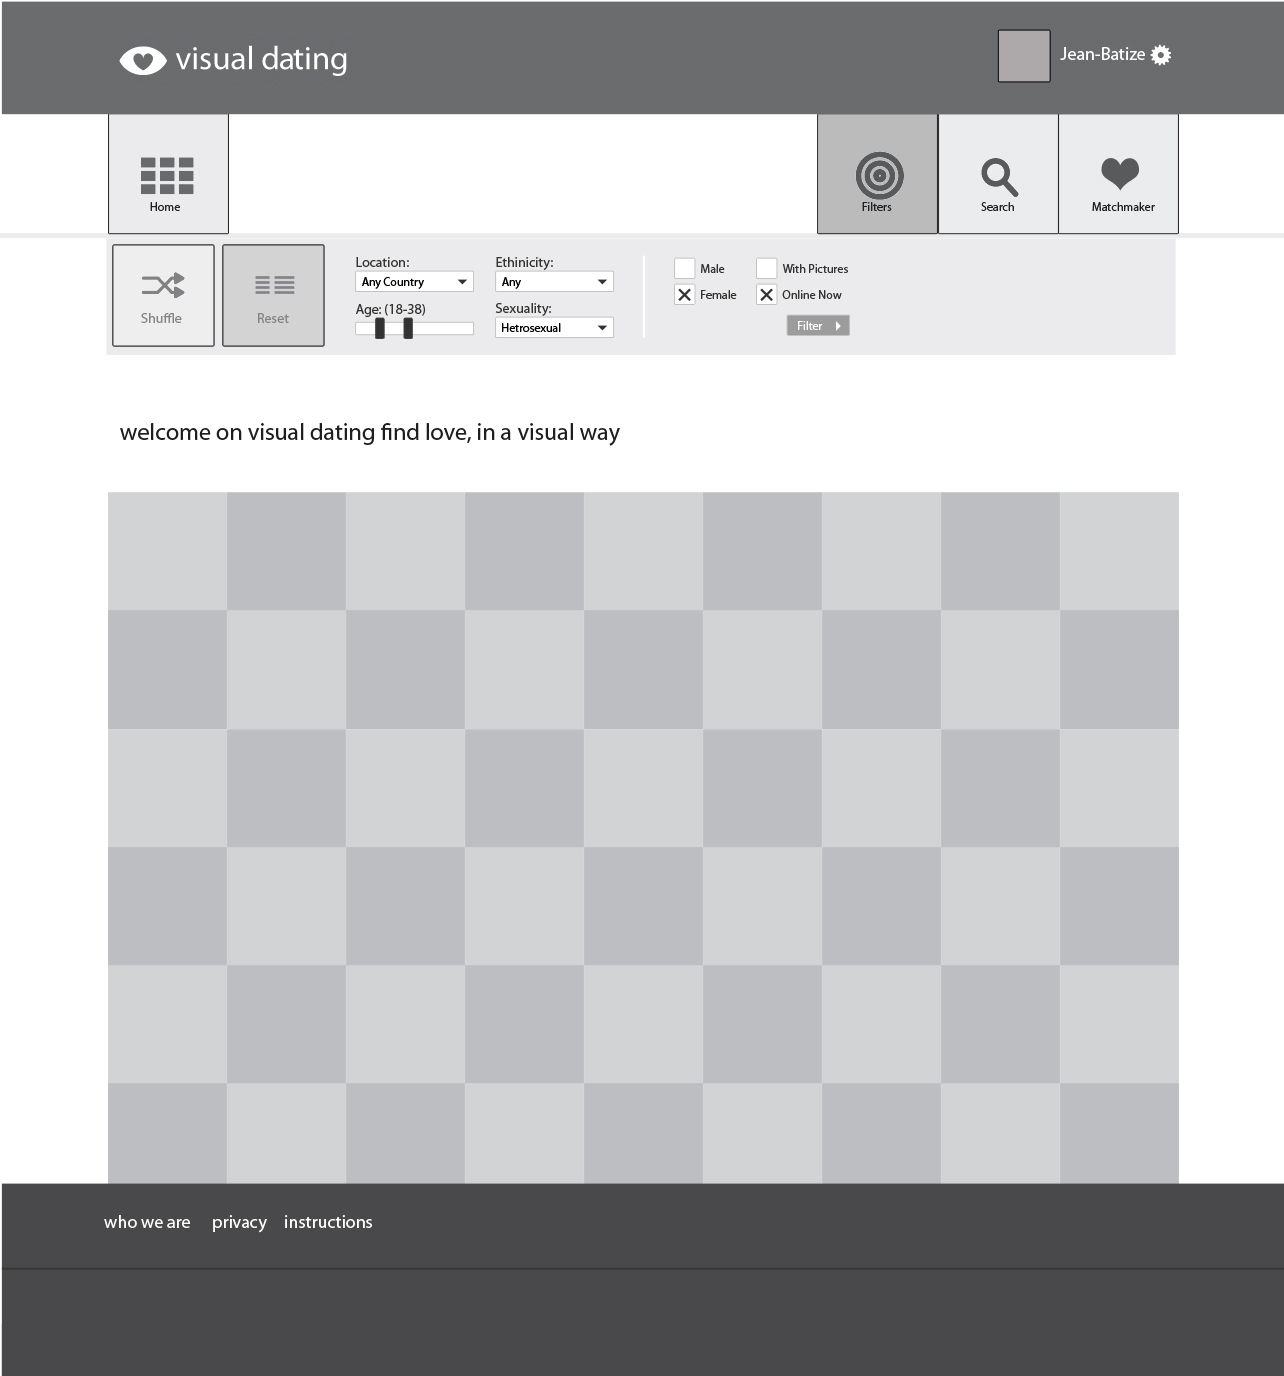 visual dating
Jean-Batize
Home
Filters
Search
Matchmaker
Shuffle
Reset
Location:
Any Country
Age: (18-38)
Ethinicity:
Any
Sexuality:
Hetrosexual
Male
With Pictures
Female
Online Now
Filter
welcome on visual dating find love, in a visual way
who we are privacy instructions